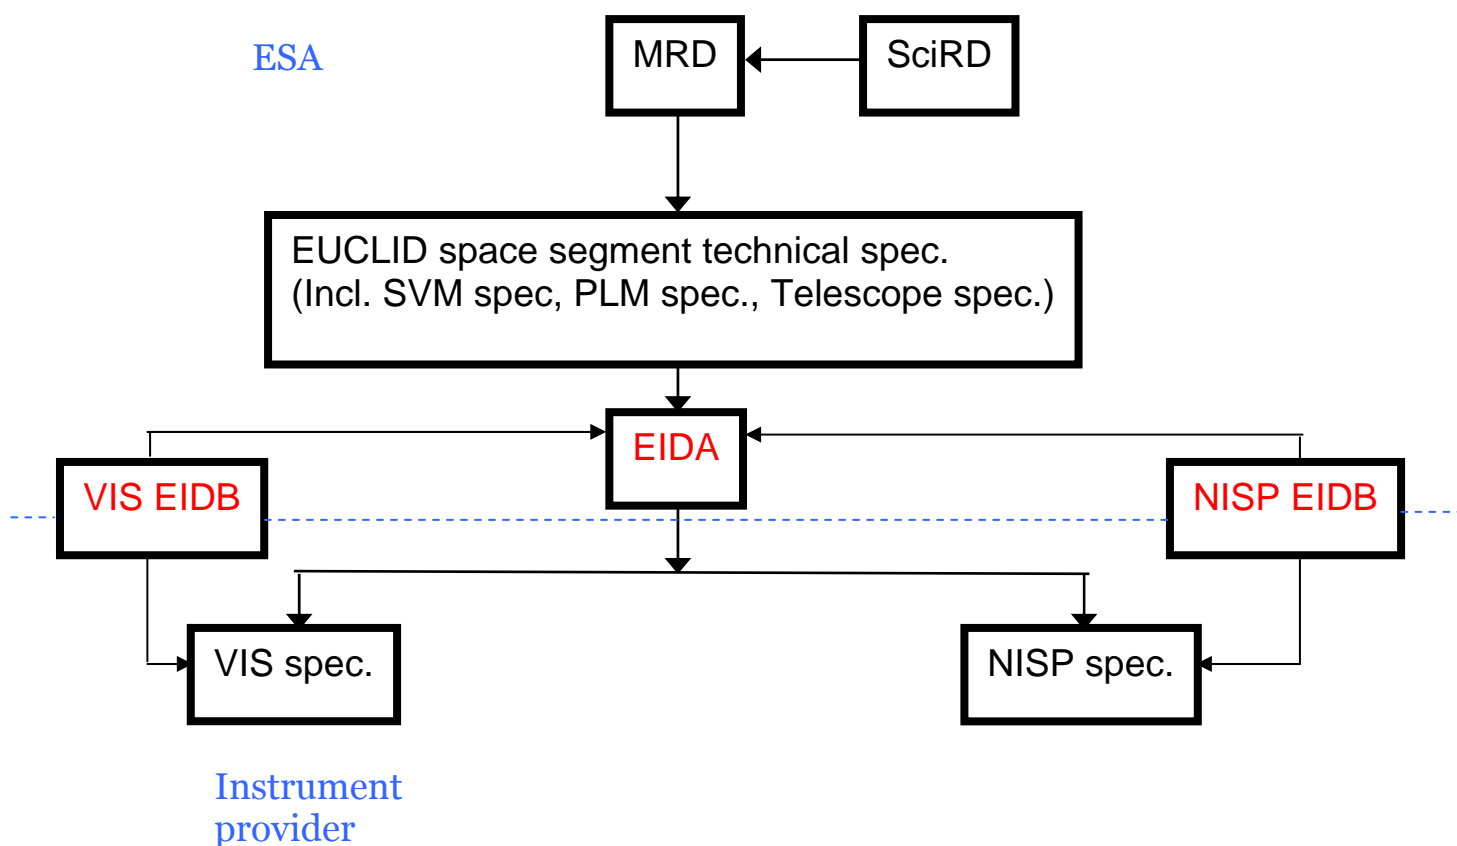 ESA
MRD
SciRD
EUCLID space segment technical spec.
(Incl. SVM spec, PLM spec., Telescope spec.)
EIDA
VIS EIDB
NISP EIDB
VIS spec.
NISP spec.
Instrument
provider